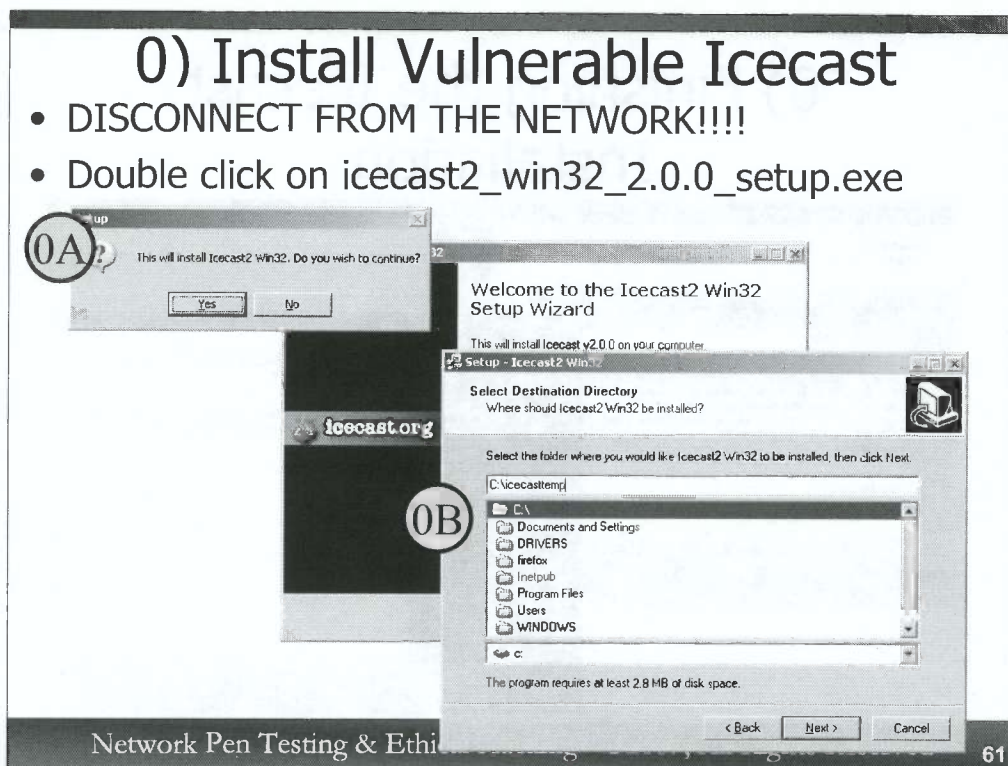 0) Install Vulnerable Icecast
• DISCONNECT FROM THE NETWORK!!!!
• Double click on icecast2_win32_2.0.0_setup.exe
0A
This will install Icecast2 Win32. Do you wish to continue?
Yes No
32
Welcome to the Icecast2 Win32
Setup Wizard
This will install Icecast v2.0.0 on your computer.
icecast.org
0B
Setup - Icecast2 Win32
Select Destination Directory
Where should Icecast2 Win32 be installed?
Select the folder where you would like Icecast2 Win32 to be installed, then click Next.
C:\icecasttemp
C:\
Documents and Settings
DRIVERS
firefox
Inetpub
Program Files
Users
WINDOWS
c:
The program requires at least 2.8 MB of disk space.
< Back Next > Cancel
Network Pen Testing &
61